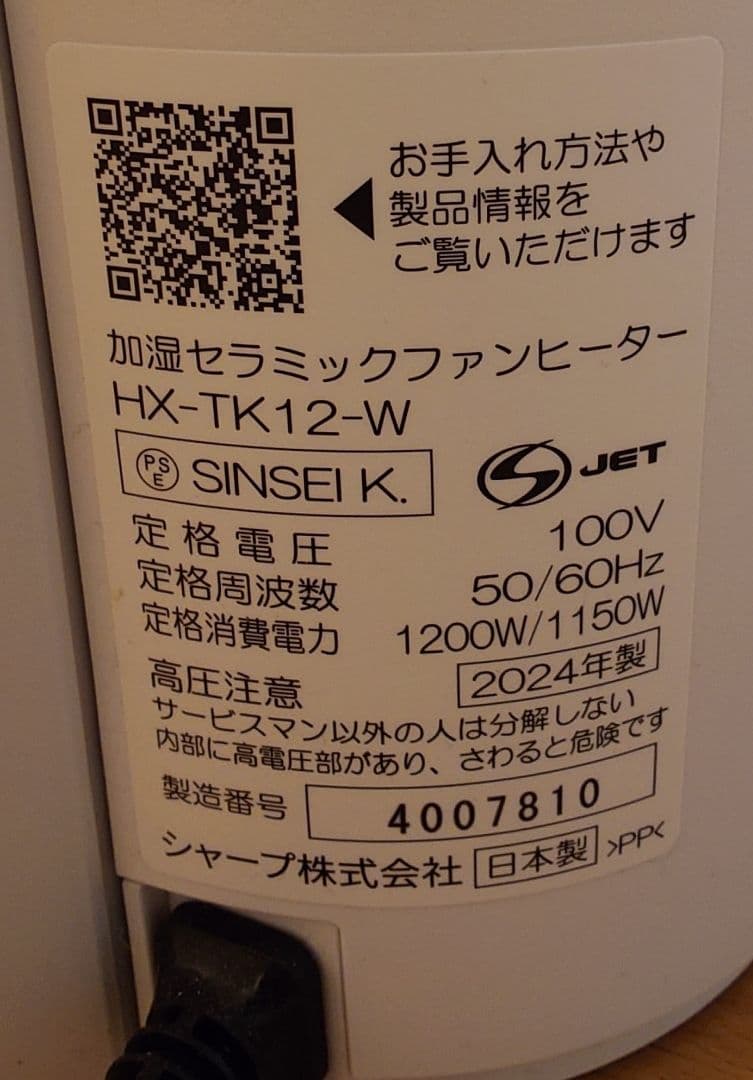 お手入れ方法や
製品情報を
ご覧いただけます
加湿セラミックファンヒーター
HX-TK12-W
PSE SINSEI K.
JET
定格電圧 100V
定格周波数 50/60Hz
定格消費電力 1200W/1150W
高圧注意 2024年製
サービスマン以外の人は分解しない
内部に高電圧部があり、さわると危険です
製造番号 4007810
シャープ株式会社 日本製 >PP<